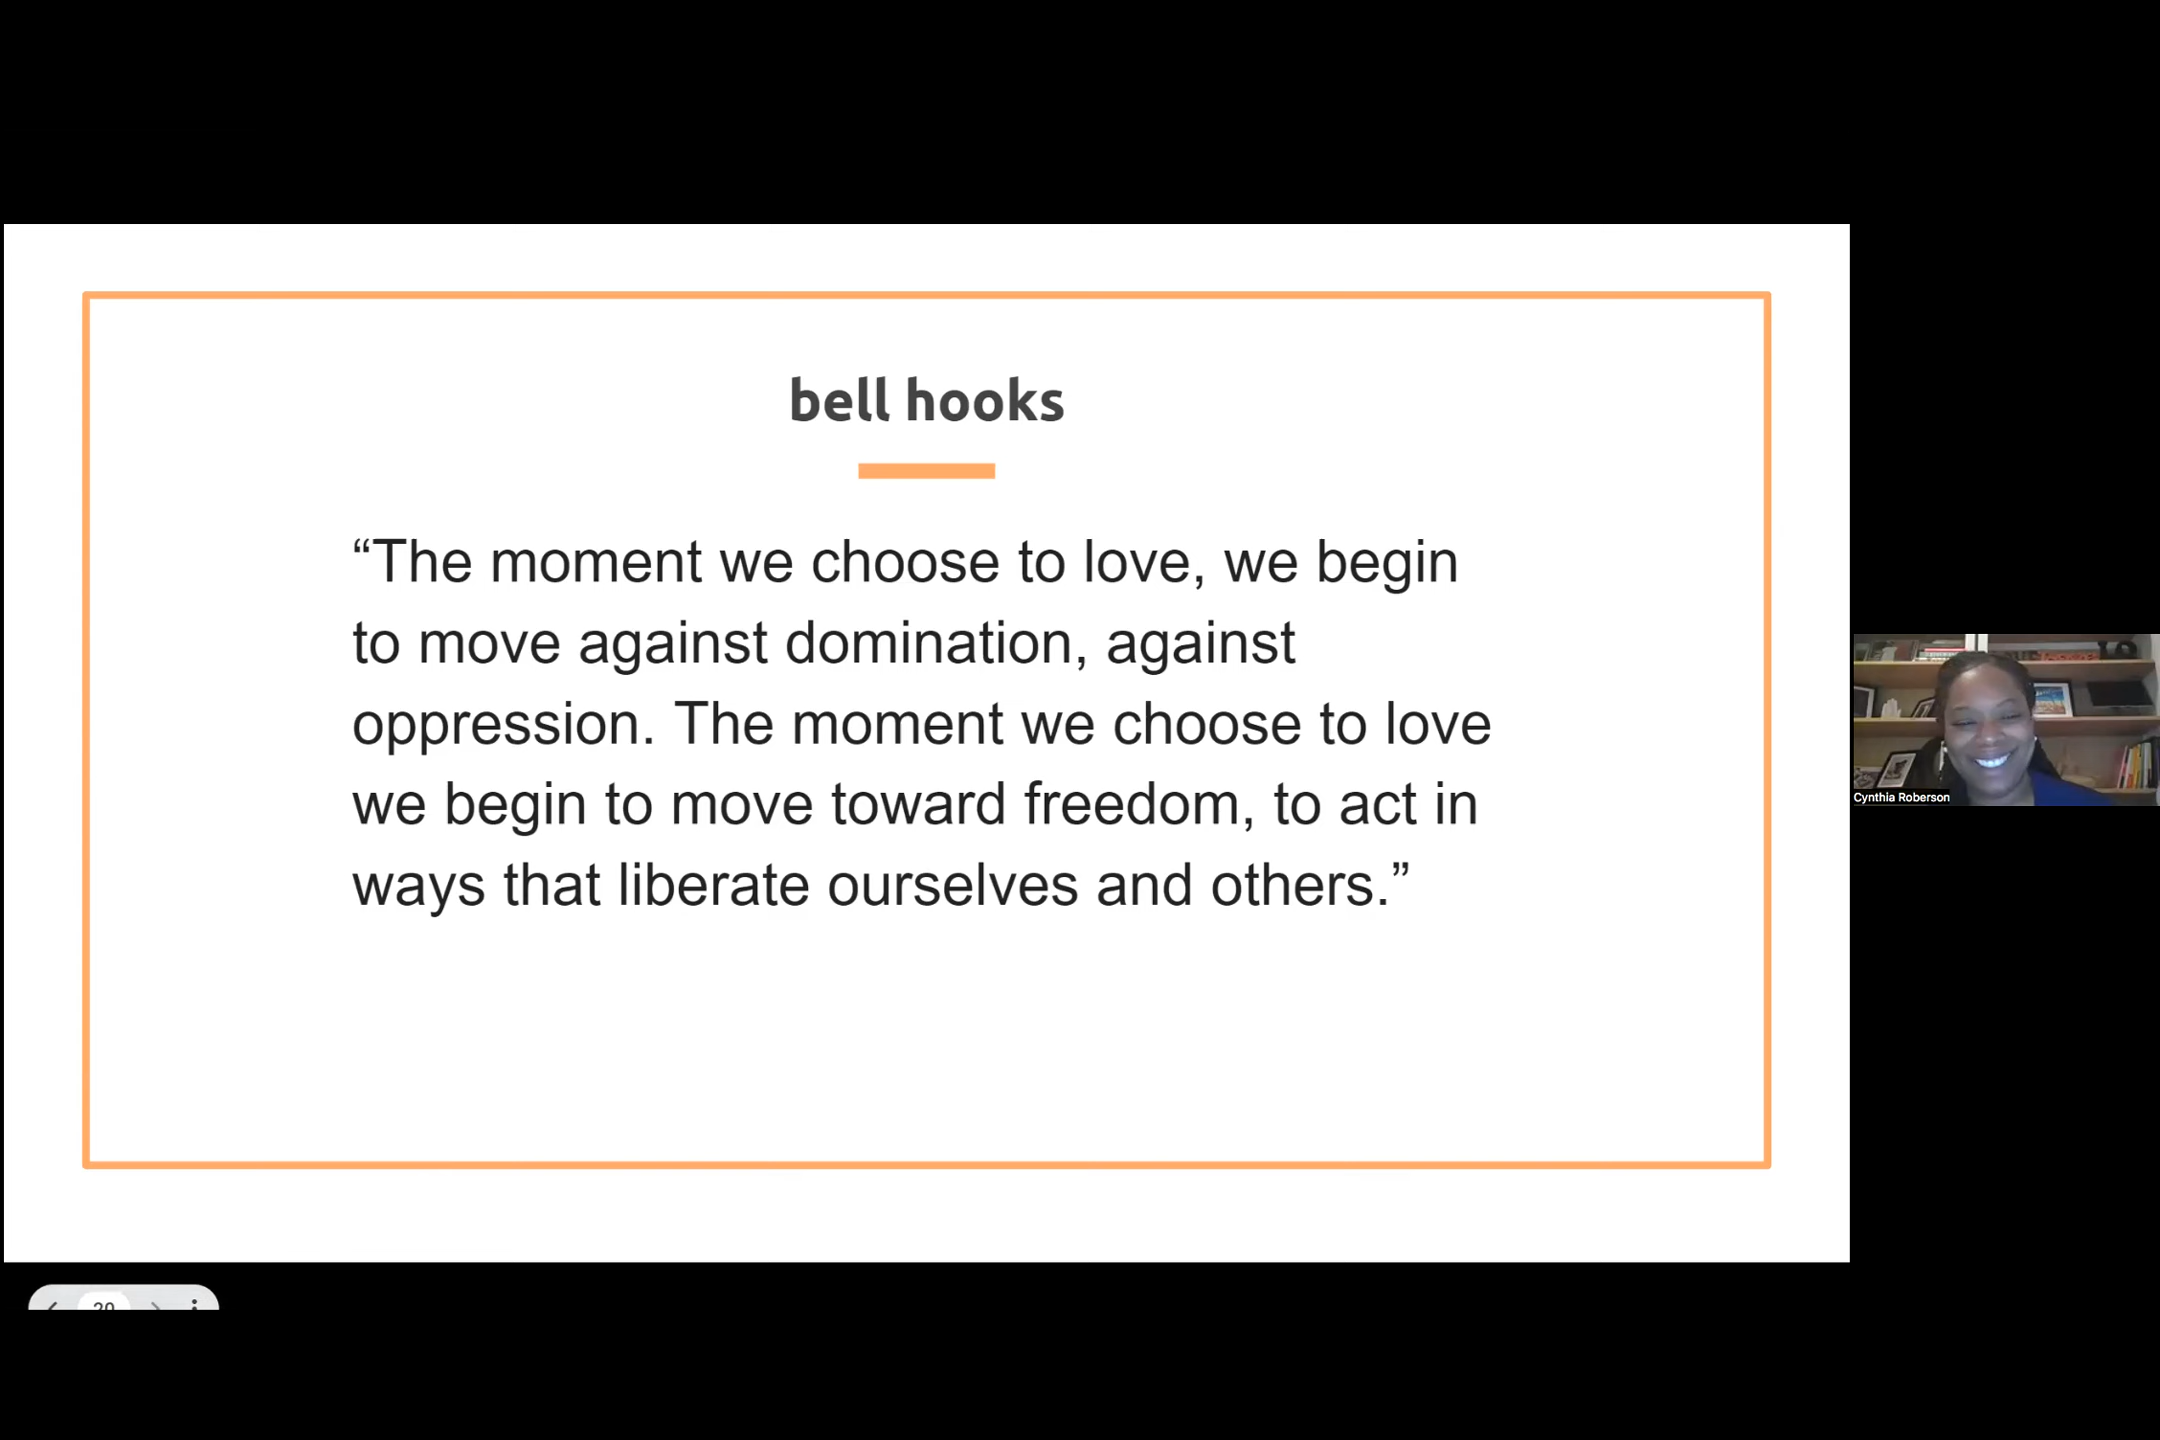 bell hooks
“The moment we choose to love, we begin
to move against domination, against
oppression. The moment we choose to love
we begin to move toward freedom, to act in
ways that liberate ourselves and others.”
Cynthia Roberson
20